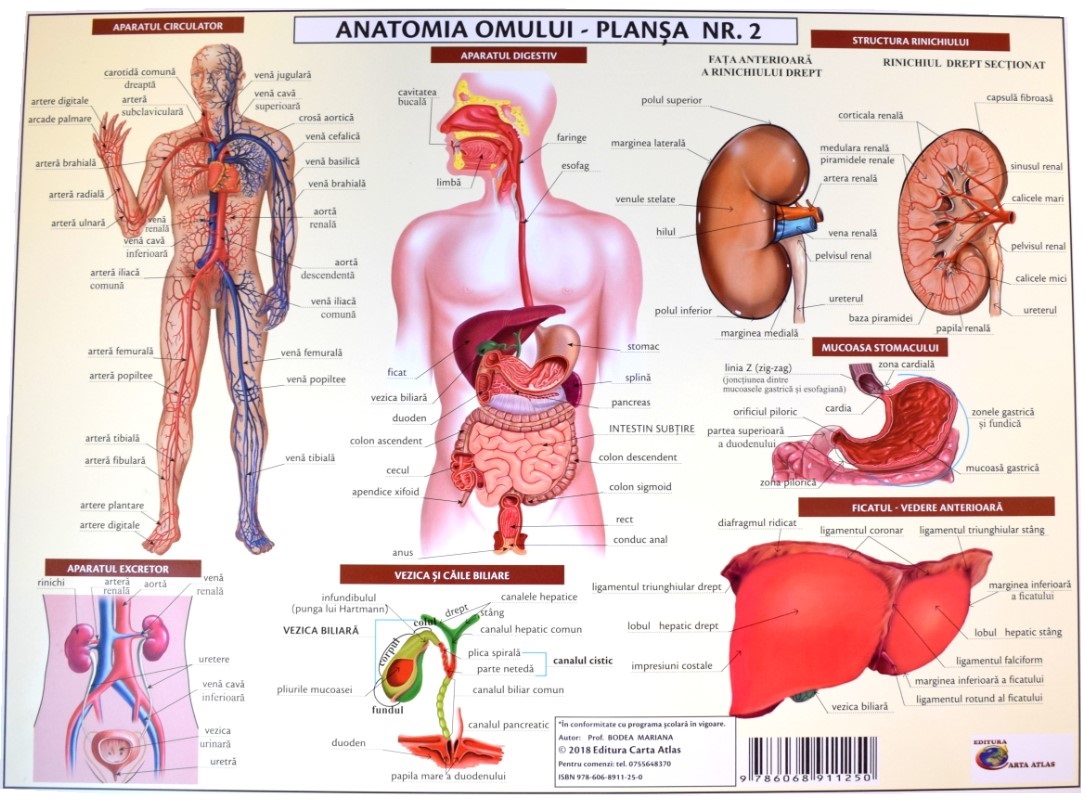 ANATOMIA OMULUI - PLANȘA NR. 2
APARATUL CIRCULATOR
carotidă comună
dreaptă
arteră
subclaviculară
artere digitale
arcade palmare
arteră brahială
arteră radială
arteră ulnară
venă
renală
venă cavă
inferioară
arteră iliacă
comună
arteră femurală
arteră popitee
arteră tibială
arteră fibulară
artere plantare
artere digitale
venă jugulară
venă cavă
superioară
crosă aortică
venă cefalică
venă basilică
venă brahială
aortă
renală
aortă
descendentă
venă iliacă
comună
venă femurală
venă popitee
venă tibială
APARATUL DIGESTIV
cavitatea
bucală
limbă
faringe
esofag
ficat
vezica biliară
duoden
colon ascendent
cecul
apendice xifoid
anus
stomac
splină
pancreas
INTESTIN SUBȚIRE
colon descendent
colon sigmoid
rect
conduc anal
STRUCTURA RINICHIULUI
FAȚA ANTERIOARĂ
A RINICHIULUI DREPT
polul superior
marginea laterală
venule stelate
hilul
polul inferior
marginea medială
artera renală
vena renală
pelvisul renal
ureterul
RINICHIUL DREPT SECȚIONAT
capsulă fibroasă
corticala renală
medulara renală
piramidele renale
sinusul renal
calicele mari
pelvisul renal
calicele mici
ureterul
baza piramidei
papila renală
MUCOASA STOMACULUI
linia Z (zig-zag)
(joncțiunea dintre
mucoasele gastrică și esofagiană)
zona cardială
cardia
orificiul piloric
partea superioară
a duodenului
zona pilorică
zonele gastrică
și fundică
mucoasă gastrică
FICATUL - VEDERE ANTERIOARĂ
diafragmul ridicat
ligamentul coronar
ligamentul triunghiular stâng
ligamentul triunghiular drept
marginea inferioară
a ficatului
lobul hepatic drept
lobul hepatic stâng
impresiuni costale
ligamentul falciform
marginea inferioară a ficatului
ligamentul rotund al ficatului
vezica biliară
APARATUL EXCRETOR
rinichi
arteră
renală
aortă
venă
renală
uretere
venă cavă
inferioară
vezica
urinară
uretră
VEZICA ȘI CĂILE BILIARE
infundibulul
(punga lui Hartmann)
VEZICA BILIARĂ
colul
corpul
fundul
pliurile mucoasei
drept
stâng
canalele hepatice
canalul hepatic comun
plica spirală
parte netedă
canalul cistic
canalul biliar comun
canalul pancreatic
duoden
papila mare a duodenului
*În conformitate cu programa școlară în vigoare.
Autor: Prof. BODEA MARIANA
© 2018 Editura Carta Atlas
Pentru comenzi: tel. 0755648370
ISBN 978-606-8911-25-0
9 786068 911250
EDITURA
CARTA ATLAS